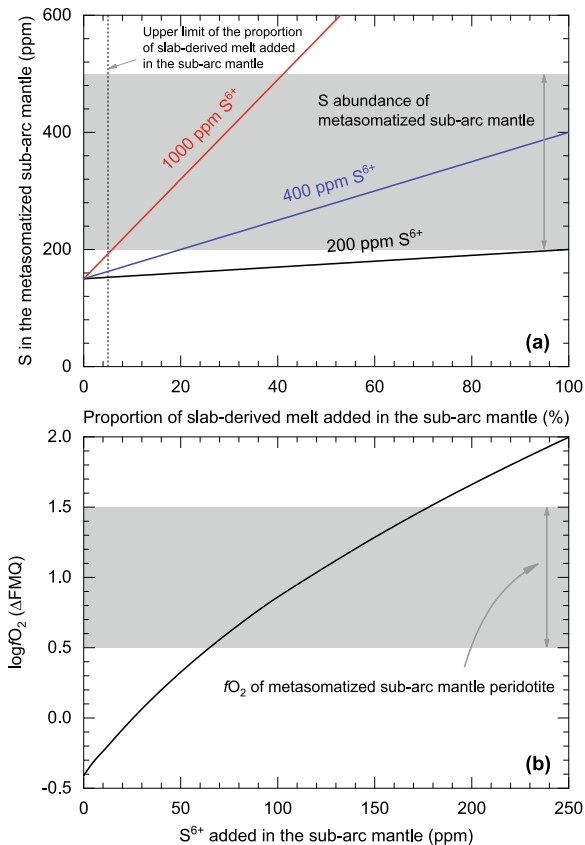 600
Upper limit of the proportion
of slab-derived melt added
in the sub-arc mantle
1000 ppm S⁶⁺
S abundance of
metasomatized sub-arc mantle
400
400 ppm S⁶⁺
200
200 ppm S⁶⁺
S in the metasomatized sub-arc mantle (ppm)
(a)
0
0 20 40 60 80 100
Proportion of slab-derived melt added in the sub-arc mantle (%)
2.0
1.5
1.0
0.5
logfO₂ (ΔFMQ)
fO₂ of metasomatized sub-arc mantle peridotite
0.0
(b)
-0.5
0 50 100 150 200 250
S⁶⁺ added in the sub-arc mantle (ppm)